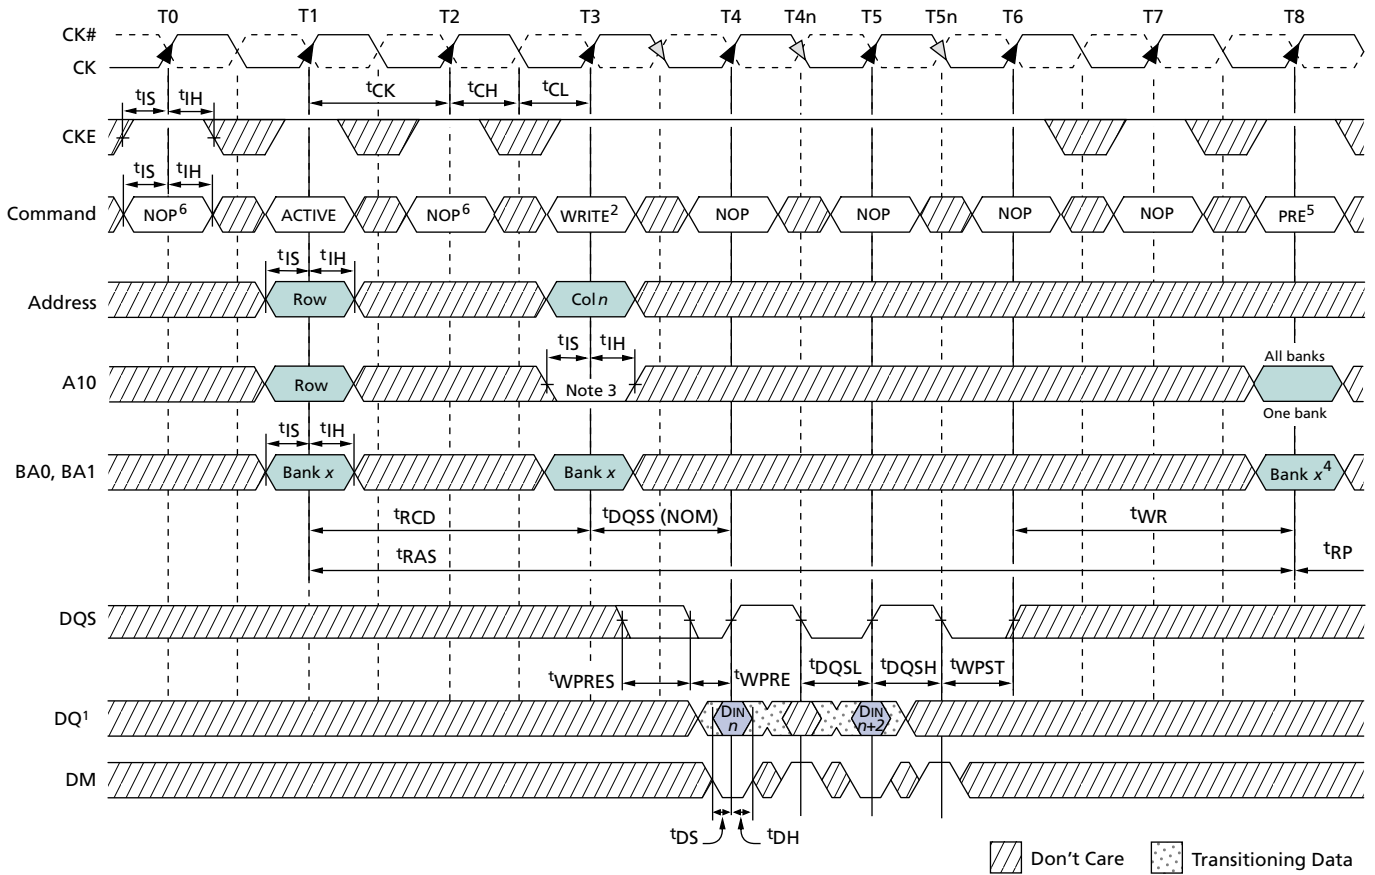 T0 T1 T2 T3 T4 T4n T5 T5n T6 T7 T8
CK#
CK
tIS tIH tCK tCH tCL
CKE
tIS tIH
Command NOP6 ACTIVE NOP6 WRITE2 NOP NOP NOP NOP PRE5
tIS tIH
Address Row Col n
tIS tIH
All banks
A10 Row Note 3
One bank
tIS tIH
BA0, BA1 Bank x Bank x Bank x4
tRCD tDQSS (NOM) tWR
tRAS tRP
DQS
tWPRES tWPRE tDQSL tDQSH tWPST
DQ1 DIN n DIN n+2
DM
tDS tDH
Don't Care Transitioning Data